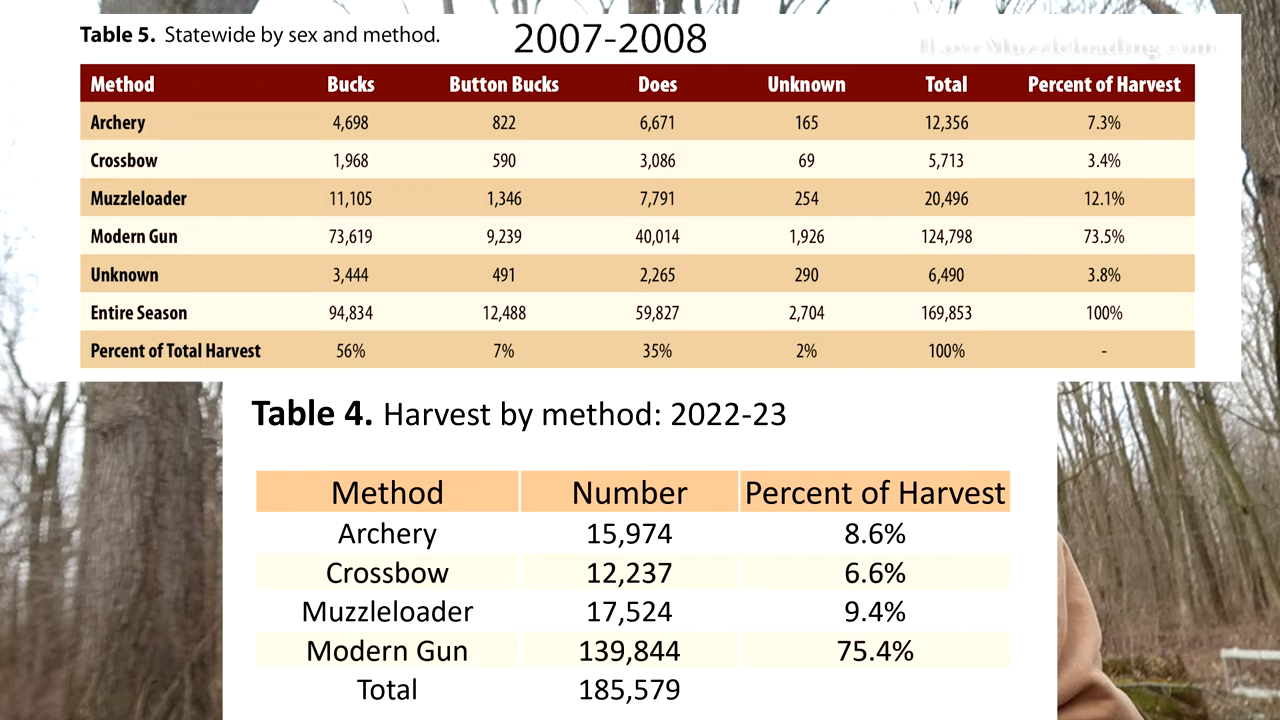 Table 5. Statewide by sex and method. 2007-2008 ILoveMuzzleloading.com
Method Bucks Button Bucks Does Unknown Total Percent of Harvest
Archery 4,698 822 6,671 165 12,356 7.3%
Crossbow 1,968 590 3,086 69 5,713 3.4%
Muzzleloader 11,105 1,346 7,791 254 20,496 12.1%
Modern Gun 73,619 9,239 40,014 1,926 124,798 73.5%
Unknown 3,444 491 2,265 290 6,490 3.8%
Entire Season 94,834 12,488 59,827 2,704 169,853 100%
Percent of Total Harvest 56% 7% 35% 2% 100% -
Table 4. Harvest by method: 2022-23
Method Number Percent of Harvest
Archery 15,974 8.6%
Crossbow 12,237 6.6%
Muzzleloader 17,524 9.4%
Modern Gun 139,844 75.4%
Total 185,579